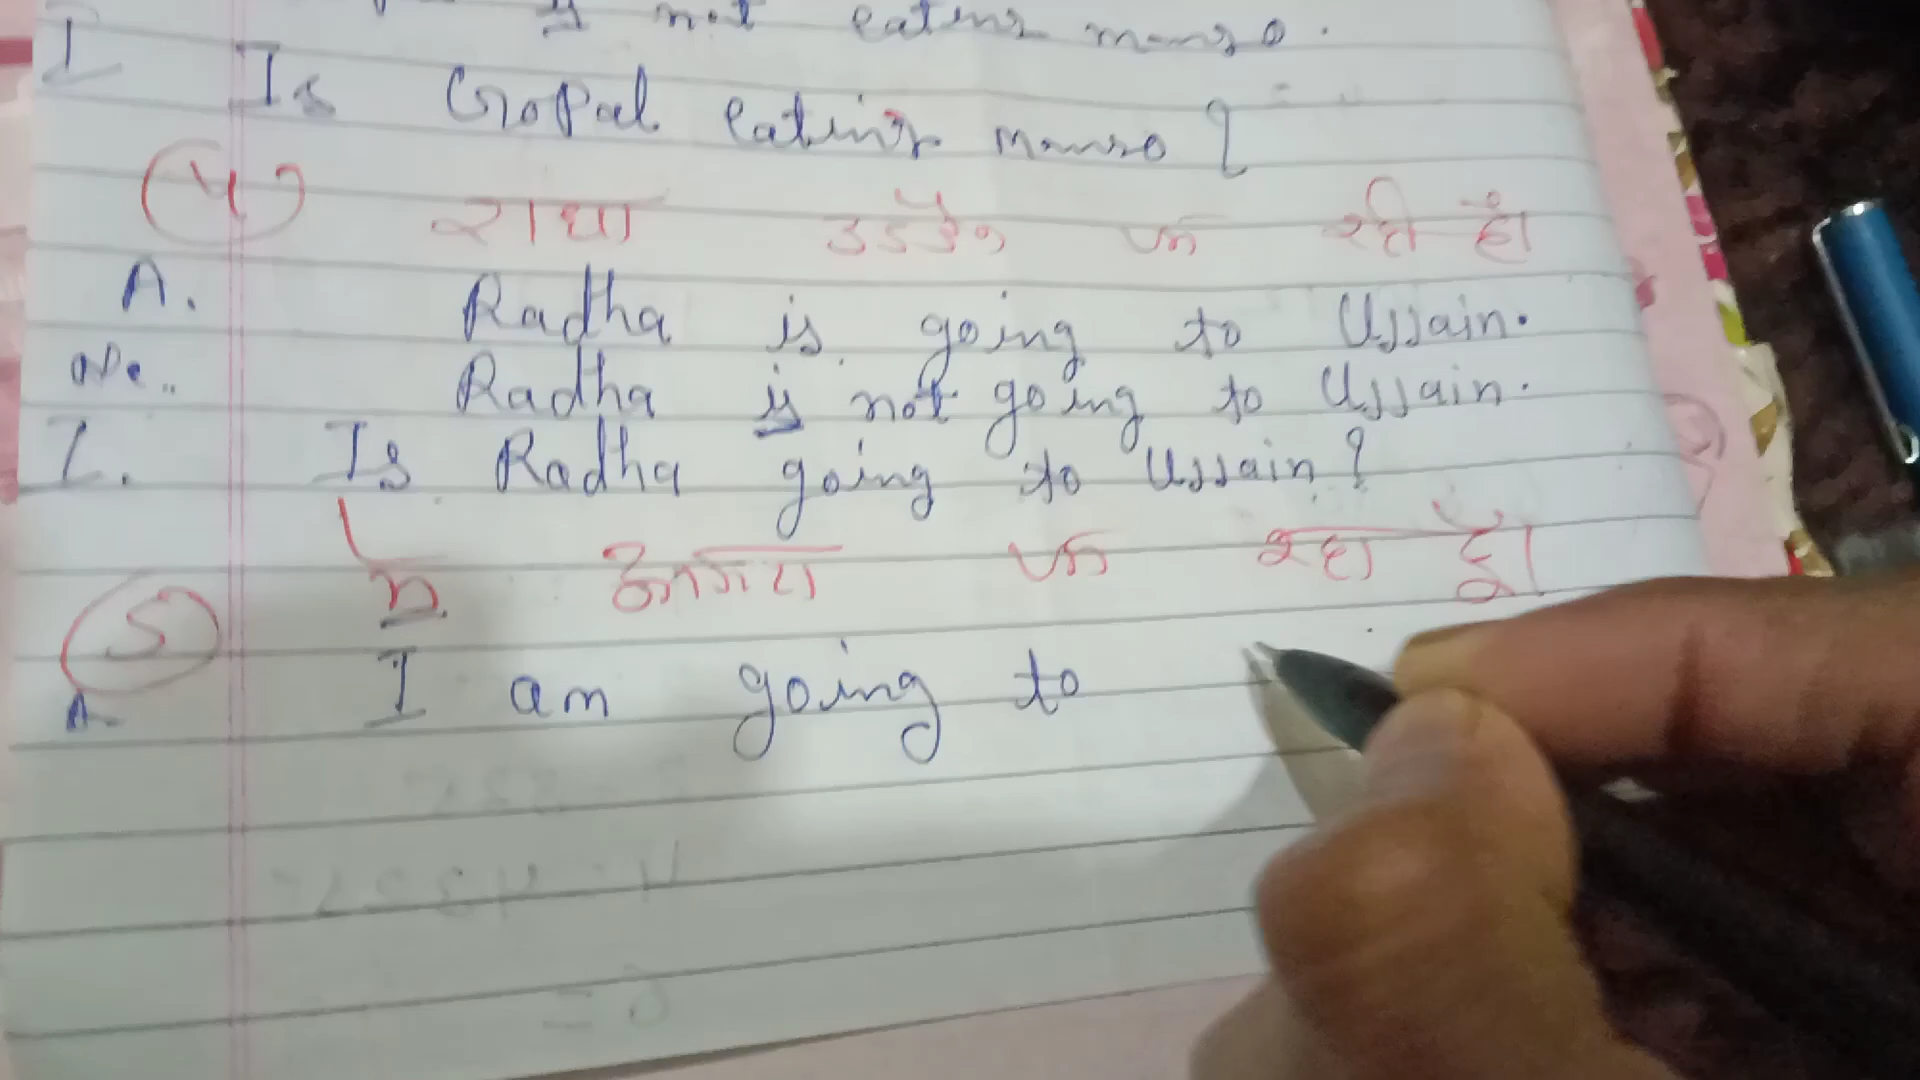 is not eating mango.
I Is Gopal eating mango ?
4 राधा उज्जैन जा रही है।
A. Radha is going to Ujjain.
Ne.. Radha is not going to Ujjain.
I. Is Radha going to Ujjain ?
5 मैं आगरा जा रहा हूँ।
A. I am going to